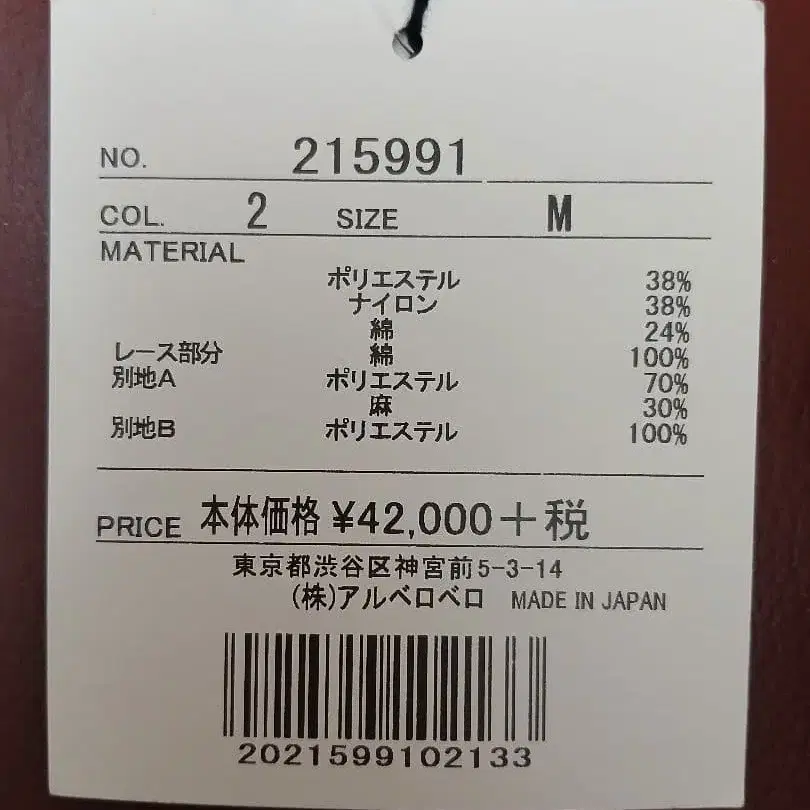 NO. 215991
COL. 2 SIZE M
MATERIAL
ポリエステル 38%
ナイロン 38%
綿 24%
レース部分 綿 100%
別地A ポリエステル 70%
麻 30%
別地B ポリエステル 100%
PRICE 本体価格 ¥42,000+税
東京都渋谷区神宮前5-3-14
(株)アルベロベロ MADE IN JAPAN
2021599102133